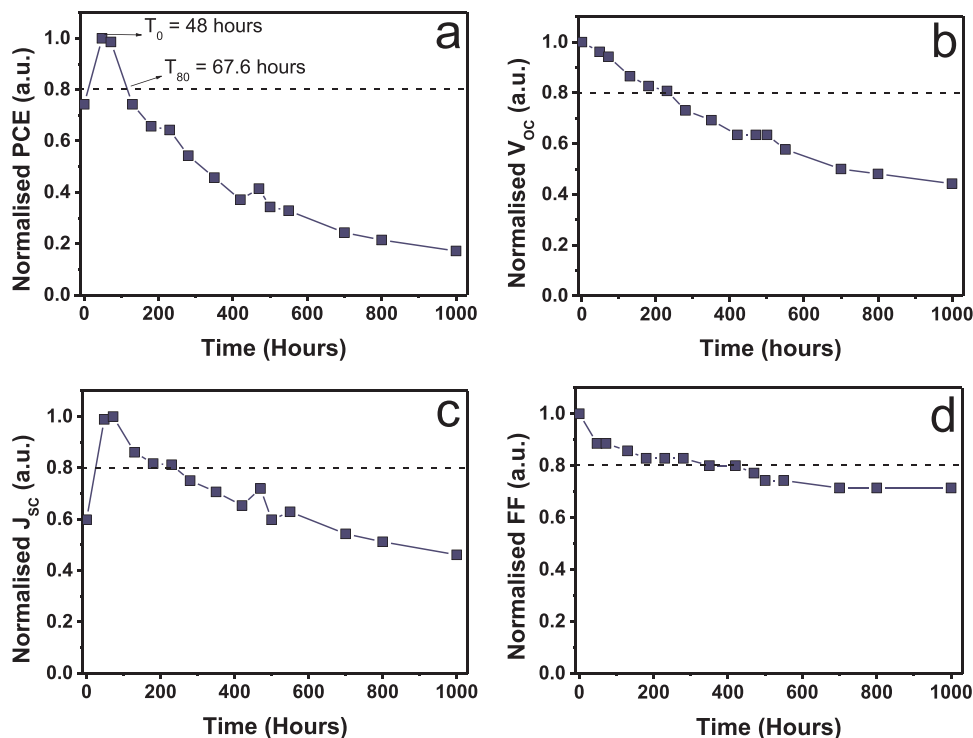 a
T0 = 48 hours
T80 = 67.6 hours
Normalised PCE (a.u.)
1.0
0.8
0.6
0.4
0.2
0.0
0 200 400 600 800 1000
Time (Hours)
b
Normalised VOC (a.u.)
1.0
0.8
0.6
0.4
0.2
0.0
0 200 400 600 800 1000
Time (hours)
c
Normalised JSC (a.u.)
1.0
0.8
0.6
0.4
0.2
0.0
0 200 400 600 800 1000
Time (Hours)
d
Normalised FF (a.u.)
1.0
0.8
0.6
0.4
0.2
0.0
0 200 400 600 800 1000
Time (Hours)